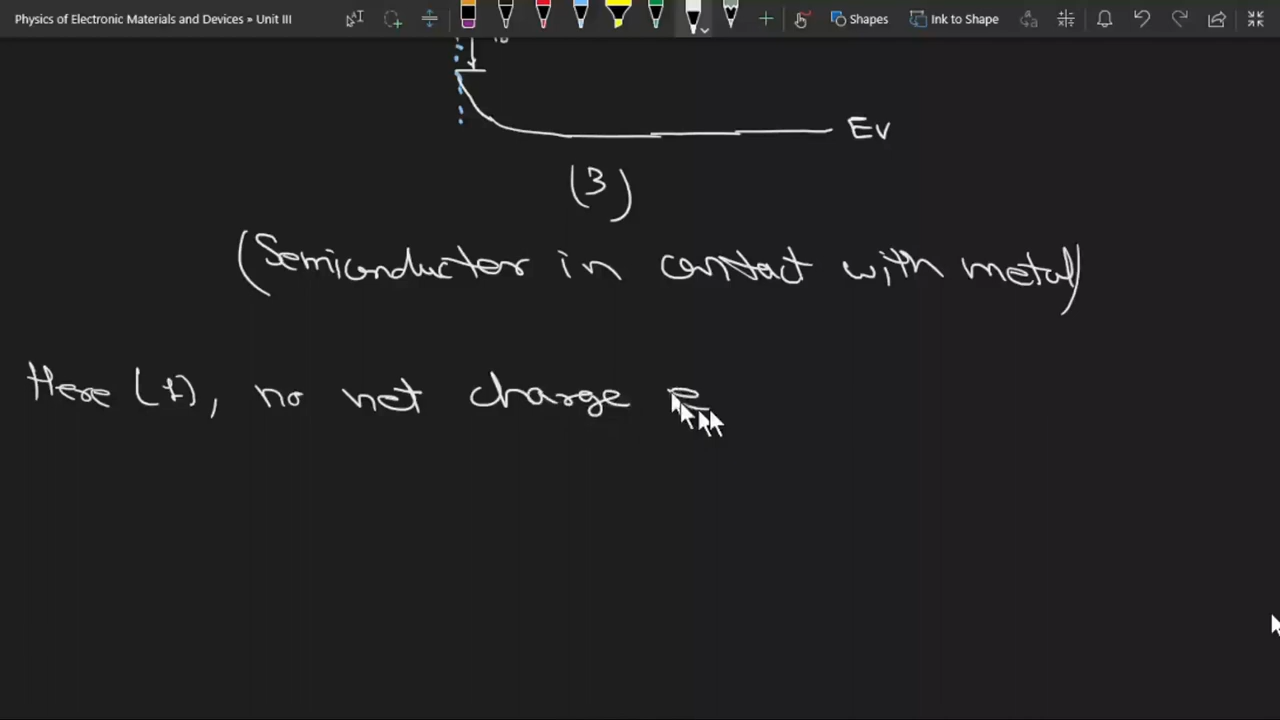 Physics of Electronic Materials and Devices » Unit III
Shapes
Ink to Shape
Ev
(3)
(Semiconductor in contact with metal)
Here (1), no net charge